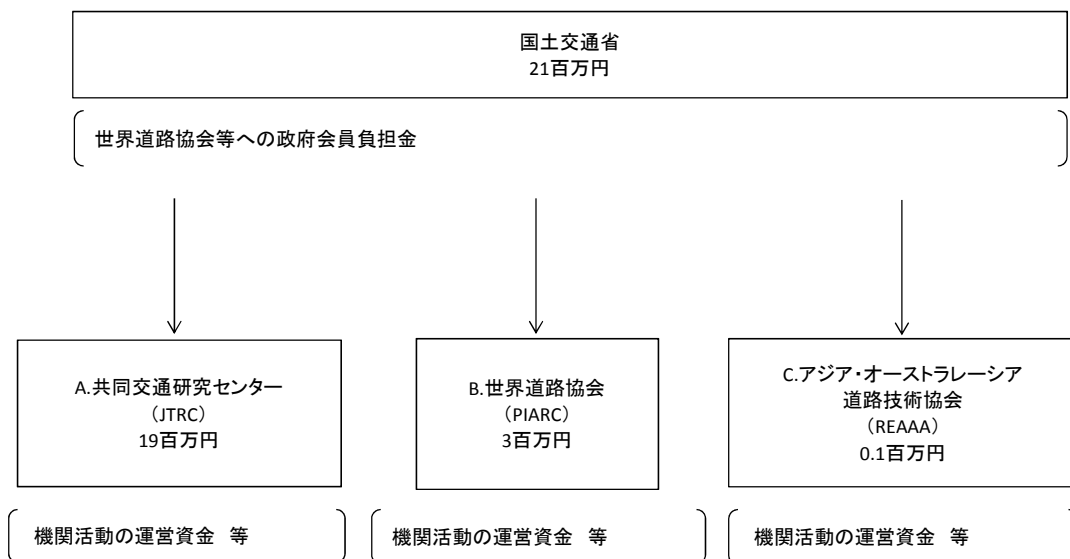 国土交通省
21百万円
世界道路協会等への政府会員負担金
A.共同交通研究センター
（JTRC）
19百万円
B.世界道路協会
（PIARC）
3百万円
C.アジア・オーストラレーシア
道路技術協会
（REAAA）
0.1百万円
機関活動の運営資金　等
機関活動の運営資金　等
機関活動の運営資金　等